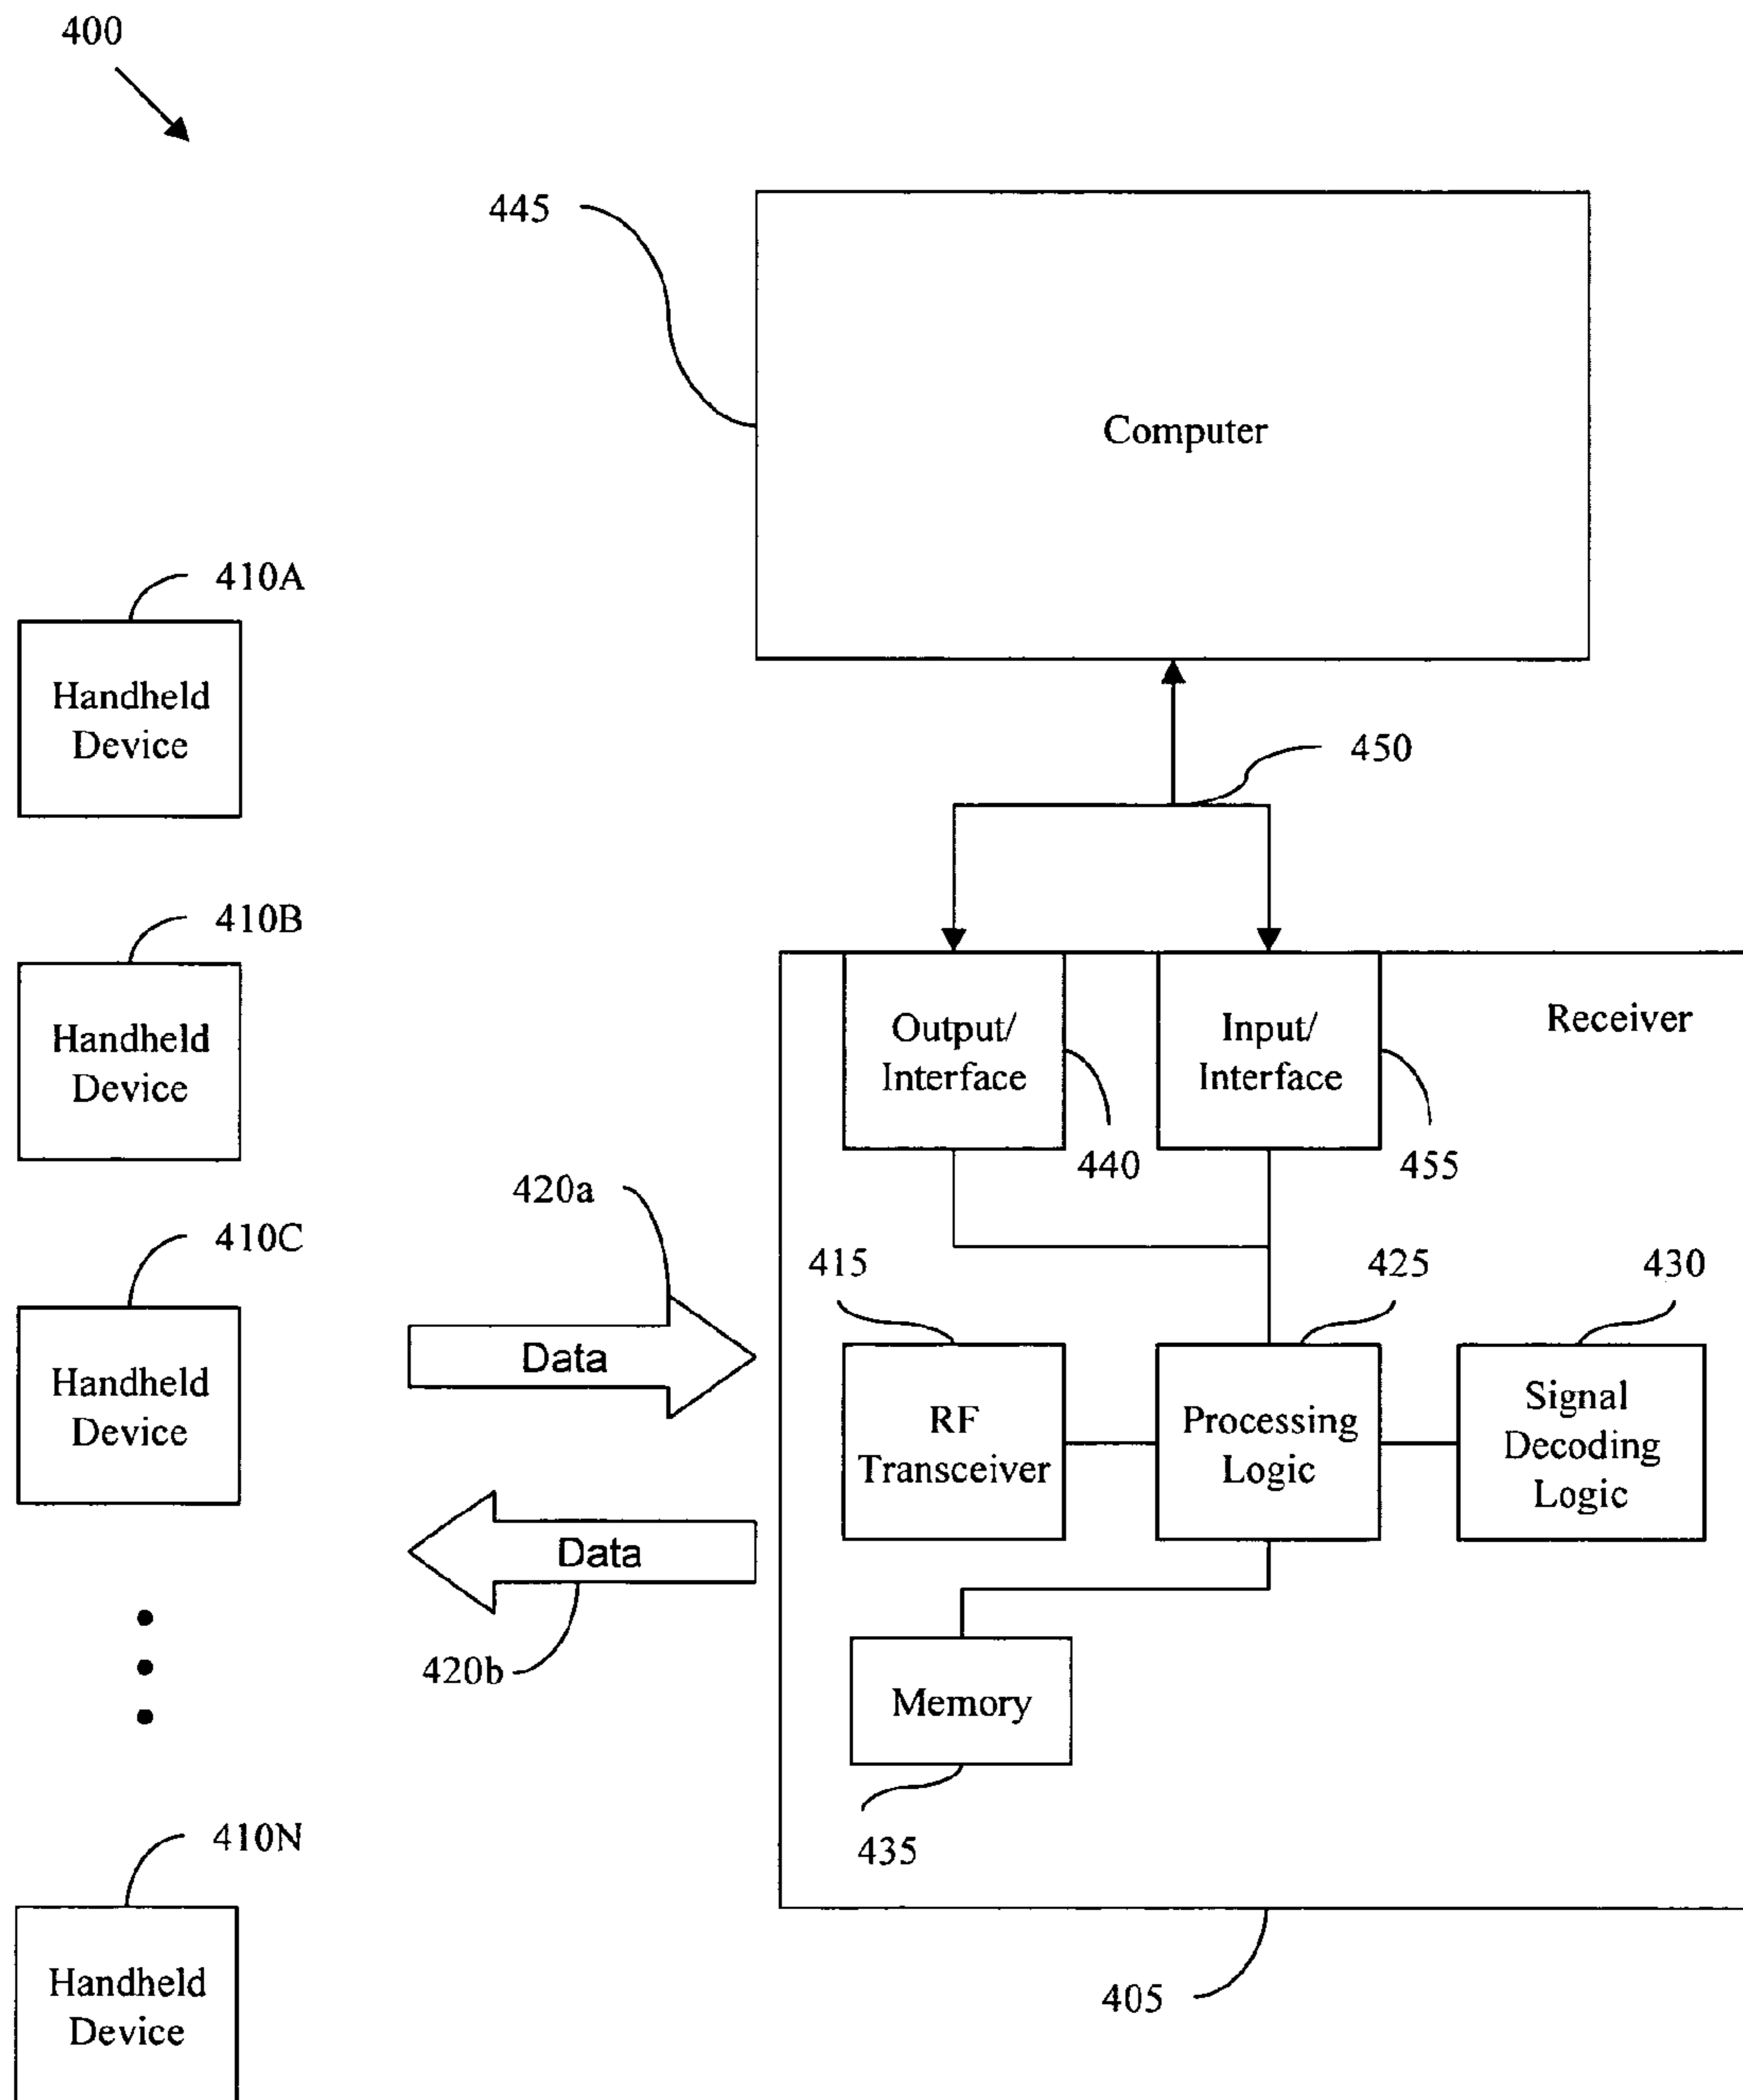 400
445
Computer
410A
Handheld
Device
450
410B
Handheld
Device
Receiver
Output/
Interface
Input/
Interface
440
455
420a
410C
Handheld
Device
Data
415
425
430
RF
Transceiver
Processing
Logic
Signal
Decoding
Logic
Data
420b
Memory
435
410N
Handheld
Device
405